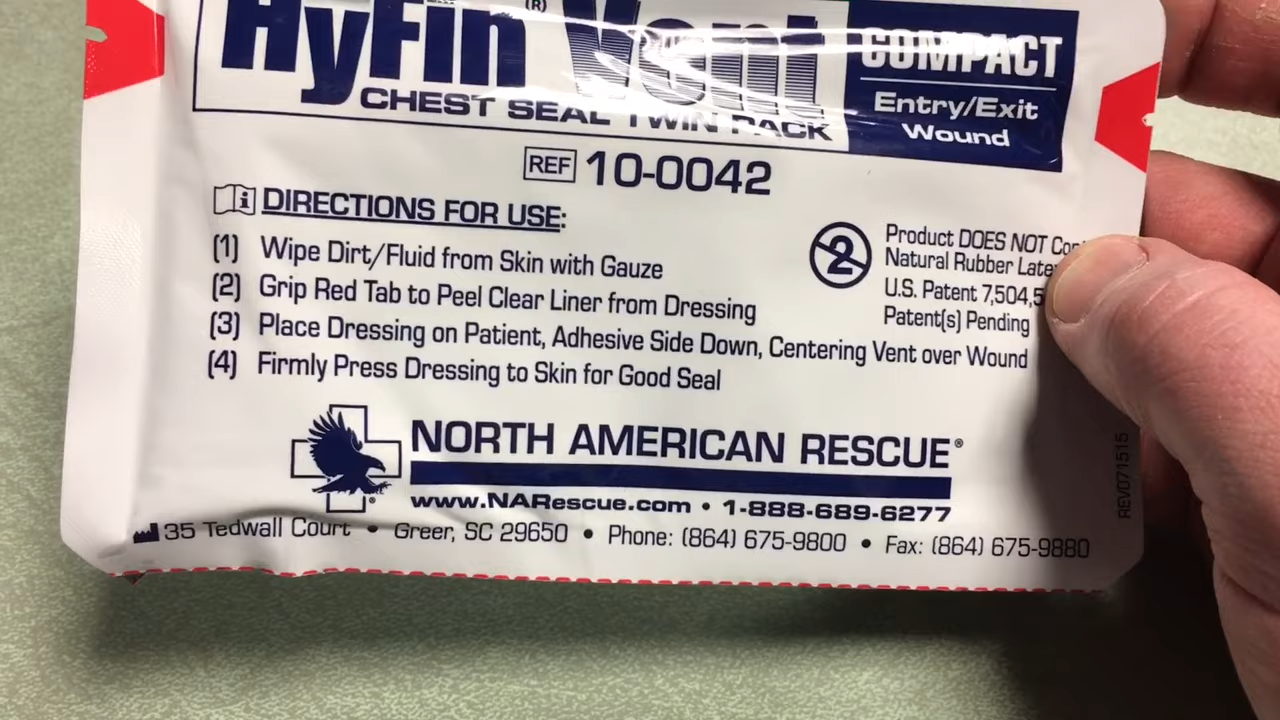 HyFin® Vent
CHEST SEAL TWIN PACK
COMPACT
Entry/Exit
Wound
REF 10-0042
DIRECTIONS FOR USE:
(1) Wipe Dirt/Fluid from Skin with Gauze
(2) Grip Red Tab to Peel Clear Liner from Dressing
(3) Place Dressing on Patient, Adhesive Side Down, Centering Vent over Wound
(4) Firmly Press Dressing to Skin for Good Seal
2
Product DOES NOT
Natural Rubber
U.S. Patent 7,504,5
Patent(s) Pending
NORTH AMERICAN RESCUE®
www.NARescue.com • 1-888-689-6277
35 Tedwall Court • Greer, SC 29650 • Phone: (864) 675-9800 • Fax: (864) 675-9880
REV071515